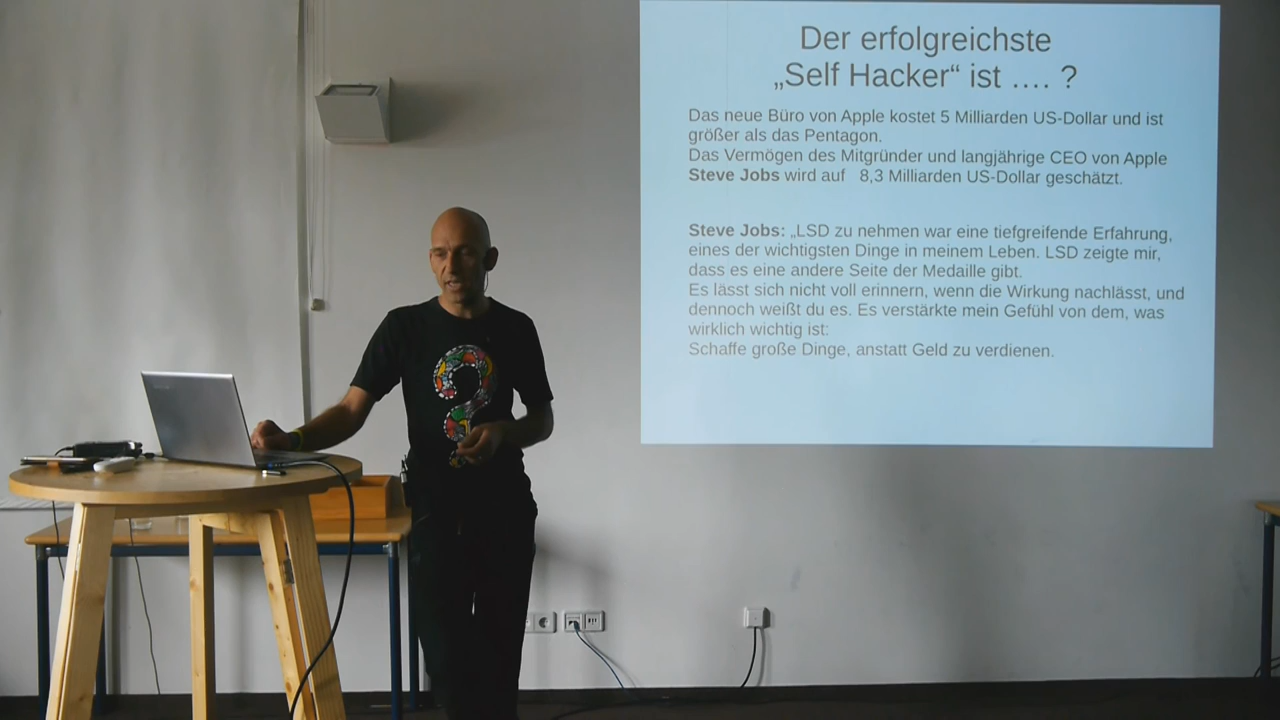 Der erfolgreichste
„Self Hacker“ ist .... ?
Das neue Büro von Apple kostet 5 Milliarden US-Dollar und ist
größer als das Pentagon.
Das Vermögen des Mitgründer und langjährige CEO von Apple
Steve Jobs wird auf 8,3 Milliarden US-Dollar geschätzt.
Steve Jobs: „LSD zu nehmen war eine tiefgreifende Erfahrung,
eines der wichtigsten Dinge in meinem Leben. LSD zeigte mir,
dass es eine andere Seite der Medaille gibt.
Es lässt sich nicht voll erinnern, wenn die Wirkung nachlässt, und
dennoch weißt du es. Es verstärkte mein Gefühl von dem, was
wirklich wichtig ist:
Schaffe große Dinge, anstatt Geld zu verdienen.